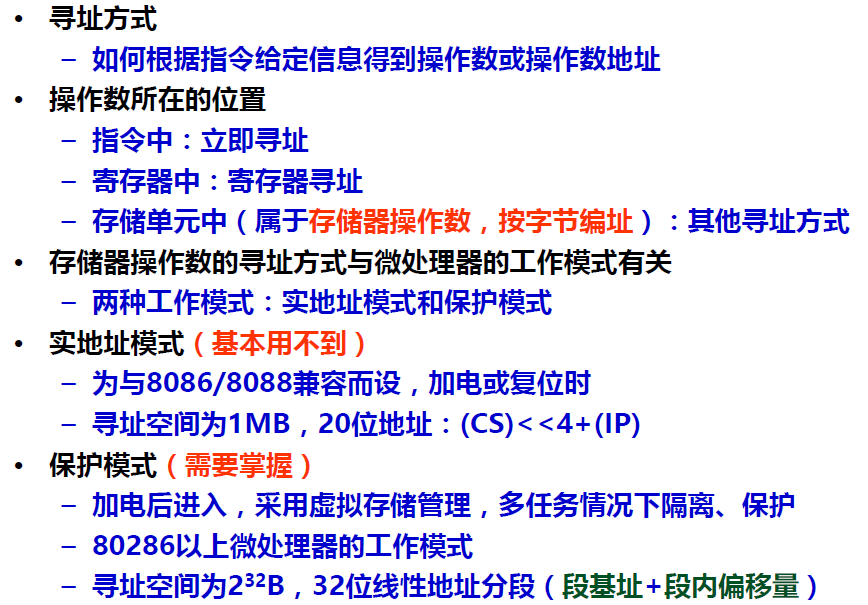 • 寻址方式
– 如何根据指令给定信息得到操作数或操作数地址
• 操作数所在的位置
– 指令中：立即寻址
– 寄存器中：寄存器寻址
– 存储单元中（属于存储器操作数，按字节编址）：其他寻址方式
• 存储器操作数的寻址方式与微处理器的工作模式有关
– 两种工作模式：实地址模式和保护模式
• 实地址模式（基本用不到）
– 为与8086/8088兼容而设，加电或复位时
– 寻址空间为1MB，20位地址：(CS)<<4+(IP)
• 保护模式（需要掌握）
– 加电后进入，采用虚拟存储管理，多任务情况下隔离、保护
– 80286以上微处理器的工作模式
– 寻址空间为2³²B，32位线性地址分段（段基址+段内偏移量）